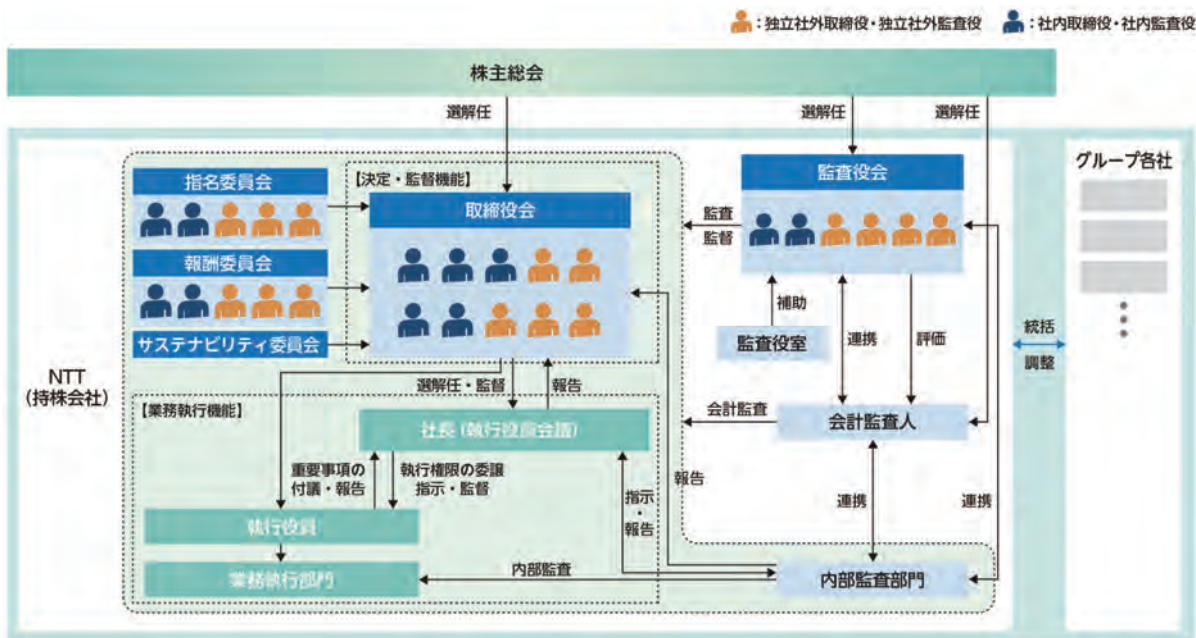 ：独立社外取締役・独立社外監査役
：社内取締役・社内監査役
株主総会
選解任
選解任
選解任
NTT
（持株会社）
指名委員会
報酬委員会
サステナビリティ委員会
【決定・監督機能】
取締役会
監査
監督
監査役会
補助
監査役室
連携
評価
グループ各社
統括
調整
選解任・監督
報告
【業務執行機能】
社長（執行役員会議）
会計監査
会計監査人
重要事項の
付議・報告
執行権限の委譲
指示・監督
指示
・
報告
報告
連携
連携
執行役員
業務執行部門
内部監査
内部監査部門